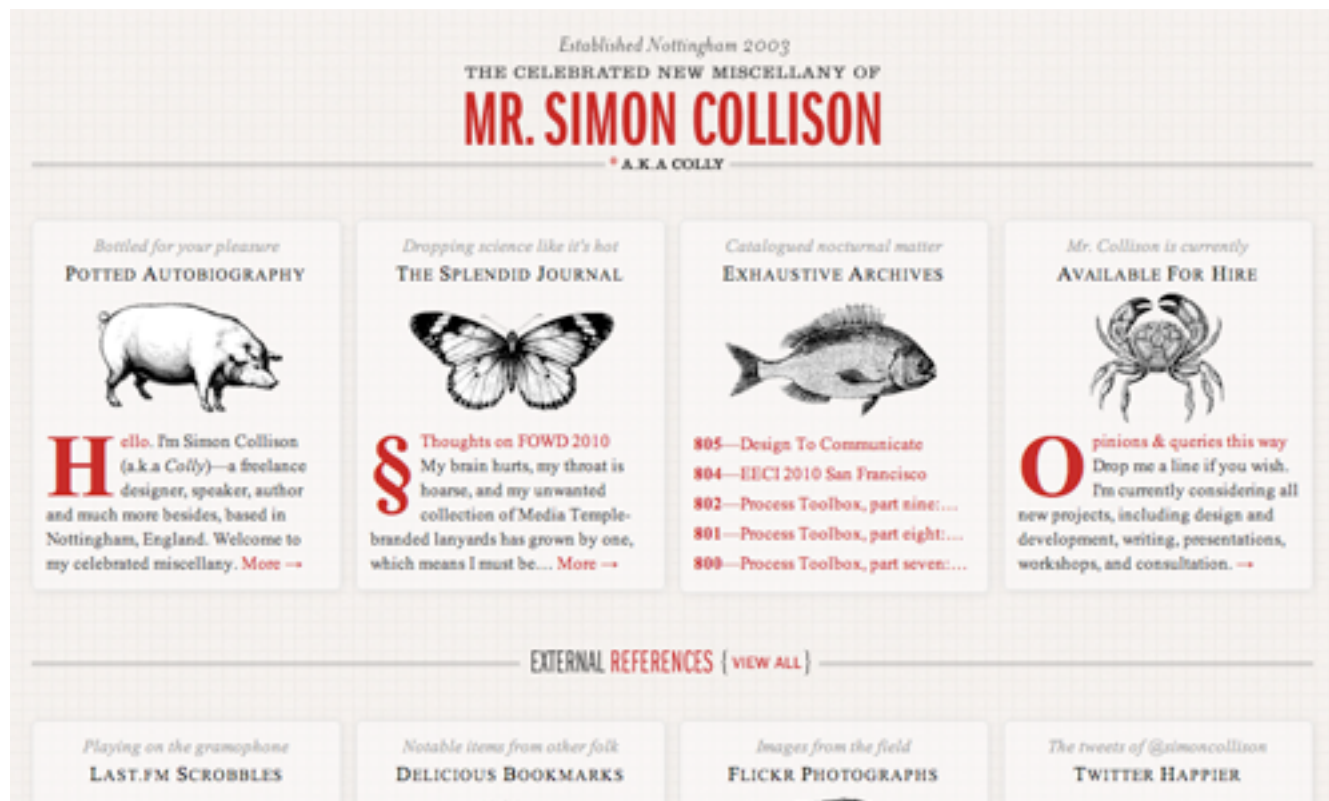 Established Nottingham 2003
THE CELEBRATED NEW MISCELLANY OF
MR. SIMON COLLISON
* A.K.A COLLY
Bottled for your pleasure
POTTED AUTOBIOGRAPHY
Hello. I'm Simon Collison
(a.k.a Colly)—a freelance
designer, speaker, author
and much more besides, based in
Nottingham, England. Welcome to
my celebrated miscellany. More →
Dropping science like it's hot
THE SPLENDID JOURNAL
§ Thoughts on FOWD 2010
My brain hurts, my throat is
hoarse, and my unwanted
collection of Media Temple-
branded lanyards has grown by one,
which means I must be... More →
Catalogued nocturnal matter
EXHAUSTIVE ARCHIVES
805—Design To Communicate
804—EECI 2010 San Francisco
802—Process Toolbox, part nine:...
801—Process Toolbox, part eight:...
800—Process Toolbox, part seven:...
Mr. Collison is currently
AVAILABLE FOR HIRE
Opinions & queries this way
Drop me a line if you wish.
I'm currently considering all
new projects, including design and
development, writing, presentations,
workshops, and consultation. →
EXTERNAL REFERENCES {VIEW ALL}
Playing on the gramophone
LAST.FM SCROBBLES
Notable items from other folk
DELICIOUS BOOKMARKS
Images from the field
FLICKR PHOTOGRAPHS
The tweets of @simoncollison
TWITTER HAPPIER